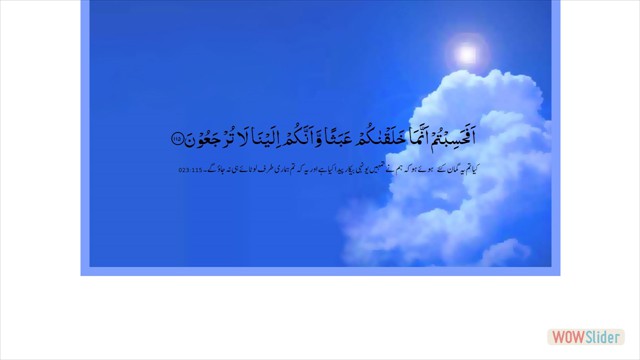 اَفَحَسِبْتُمْ اَنَّمَا خَلَقْنٰكُمْ عَبَثًا وَّاَنَّكُمْ اِلَيْنَا لَا تُرْجَعُوْنَ ﴿۱۱۵﴾
کیا تم یہ گمان کئے ہوئے ہو کہ ہم نے تمہیں یونہی بیکار پیدا کیا ہے اور یہ کہ تم ہماری طرف لوٹائے ہی نہ جاؤ گے۔ 023:115
WOWSlider